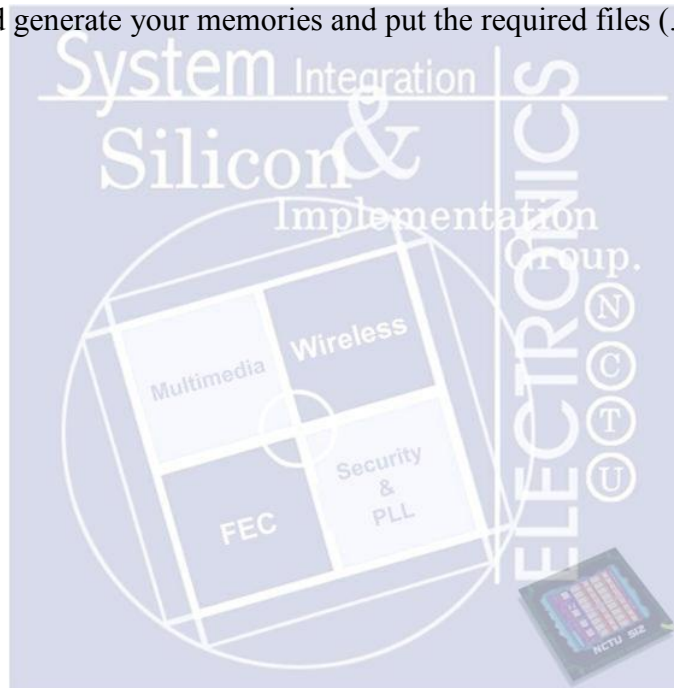 generate your memories and put the required files (.
System Integration
&
Silicon
Implementation
Group.
ELECTRONICS
N
C
T
U
Multimedia
Wireless
FEC
Security
&
PLL
NCTU SI2